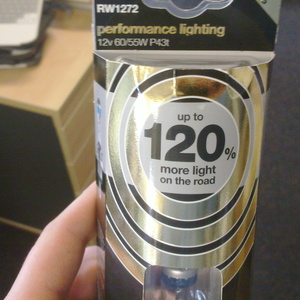 RW1272
performance lighting
12v 60/55W P43t
up to
120%
more light
on the road